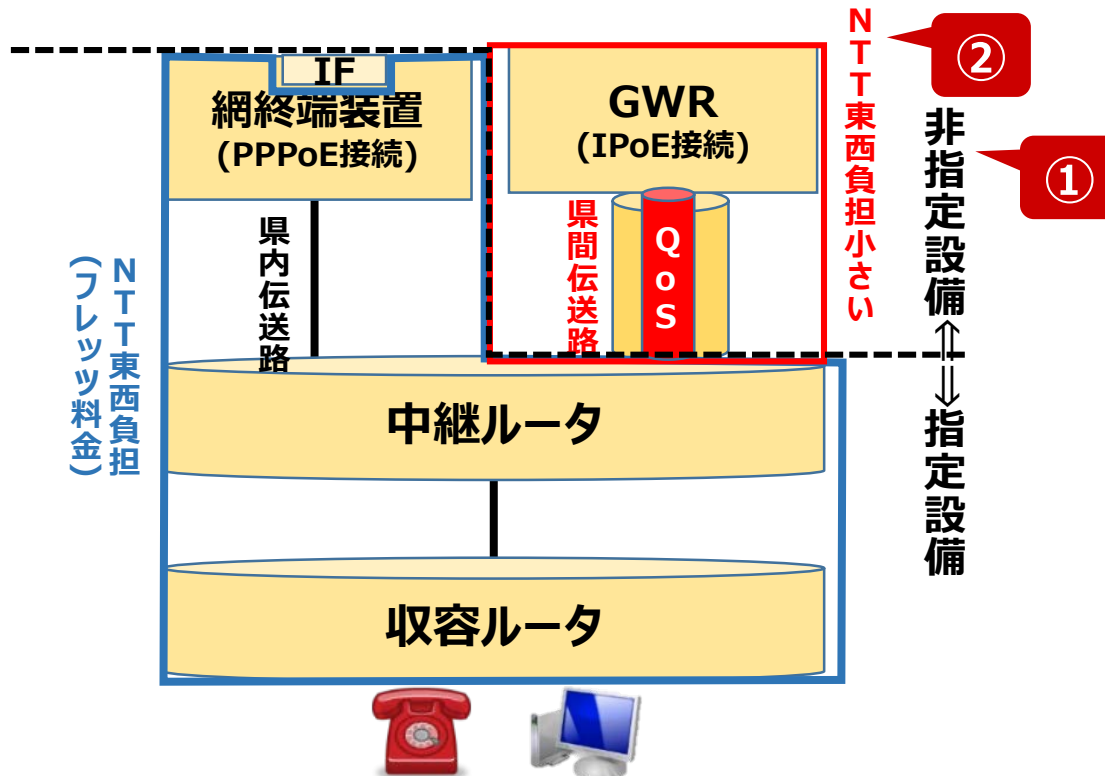 IF
網終端装置
(PPPoE接続)
GWR
(IPoE接続)
NTT東西負担小さい
②
非指定設備⇔指定設備
①
県内伝送路
県間伝送路
QoS
NTT東西負担
(フレッツ料金)
中継ルータ
収容ルータ